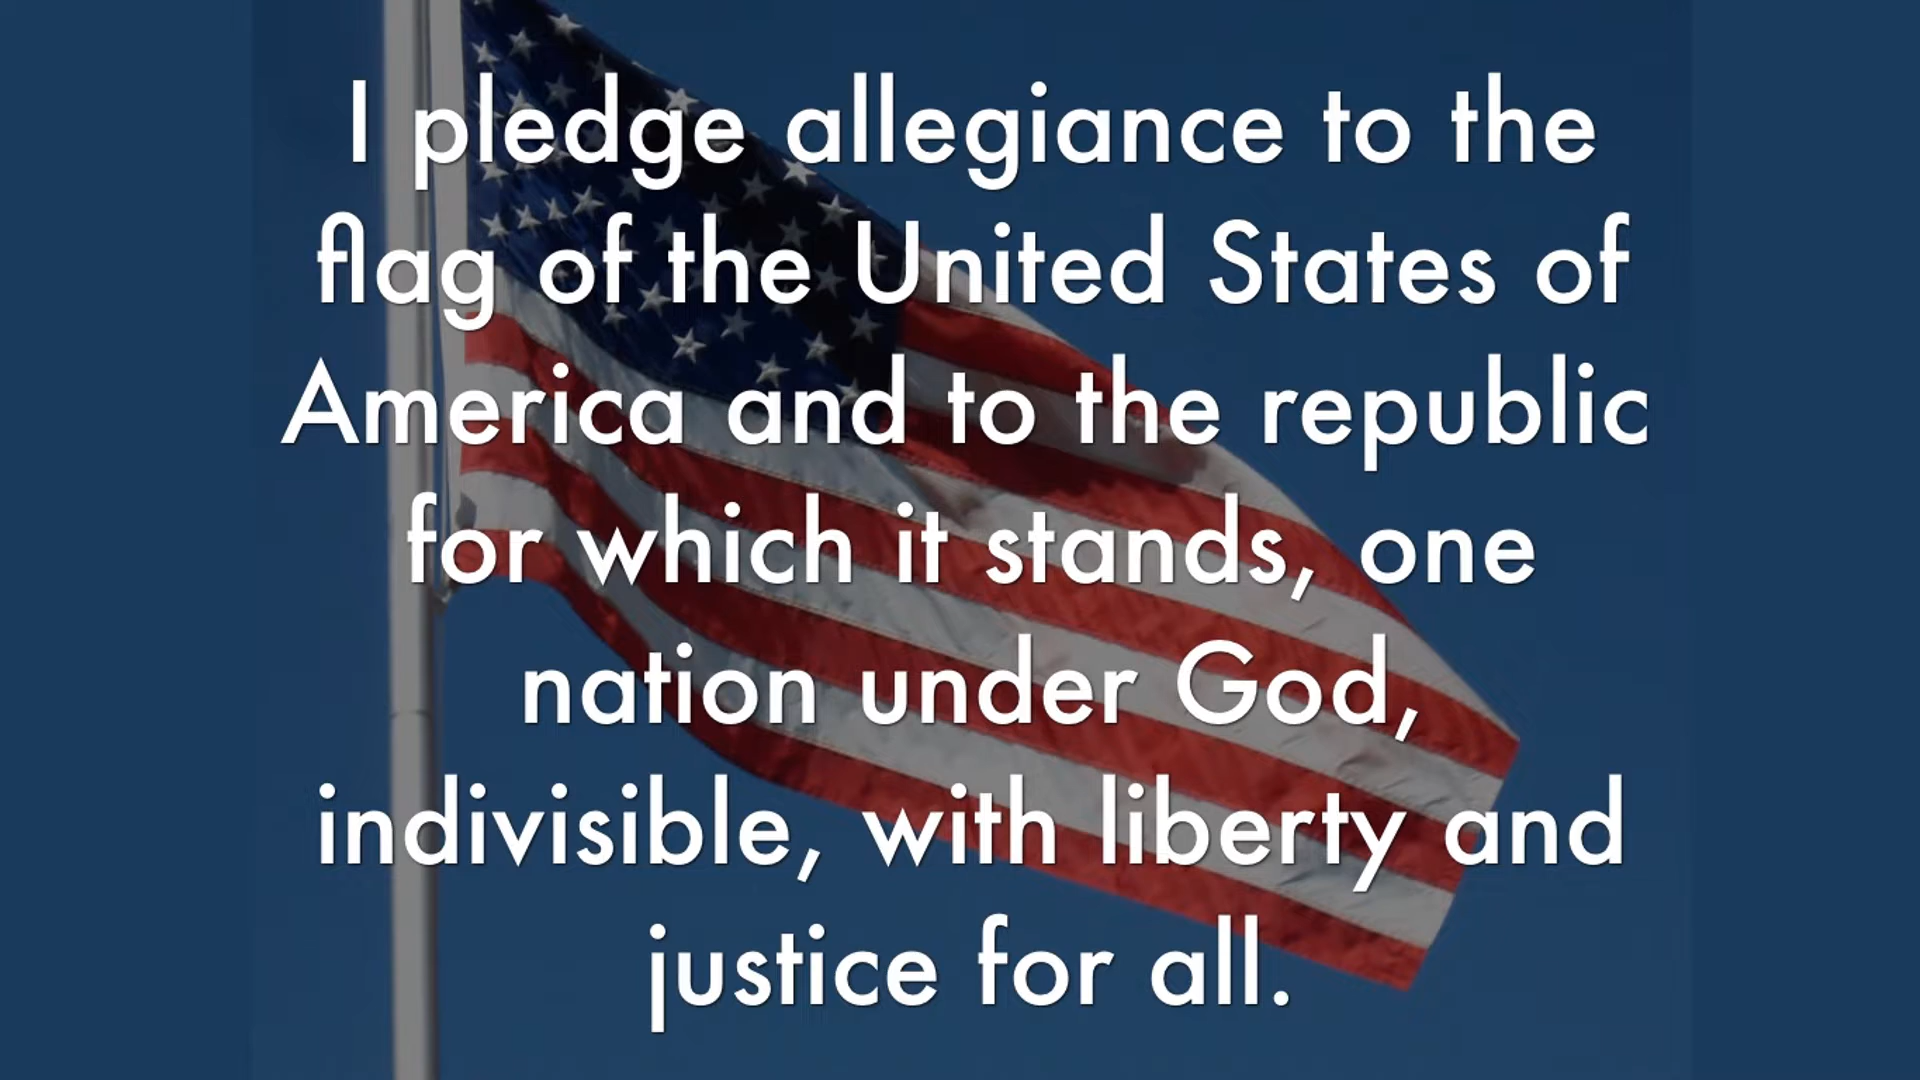 I pledge allegiance to the
flag of the United States of
America and to the republic
for which it stands, one
nation under God,
indivisible, with liberty and
justice for all.